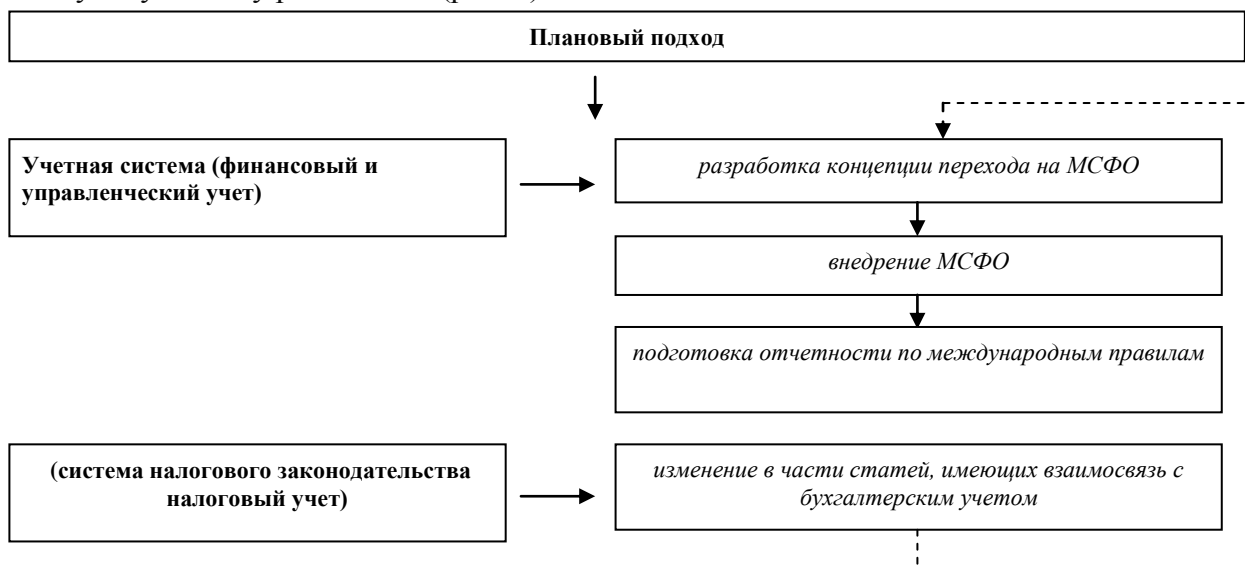 Плановый подход
Учетная система (финансовый и
управленческий учет)
разработка концепции перехода на МСФО
внедрение МСФО
подготовка отчетности по международным правилам
(система налогового законодательства
налоговый учет)
изменение в части статей, имеющих взаимосвязь с
бухгалтерским учетом